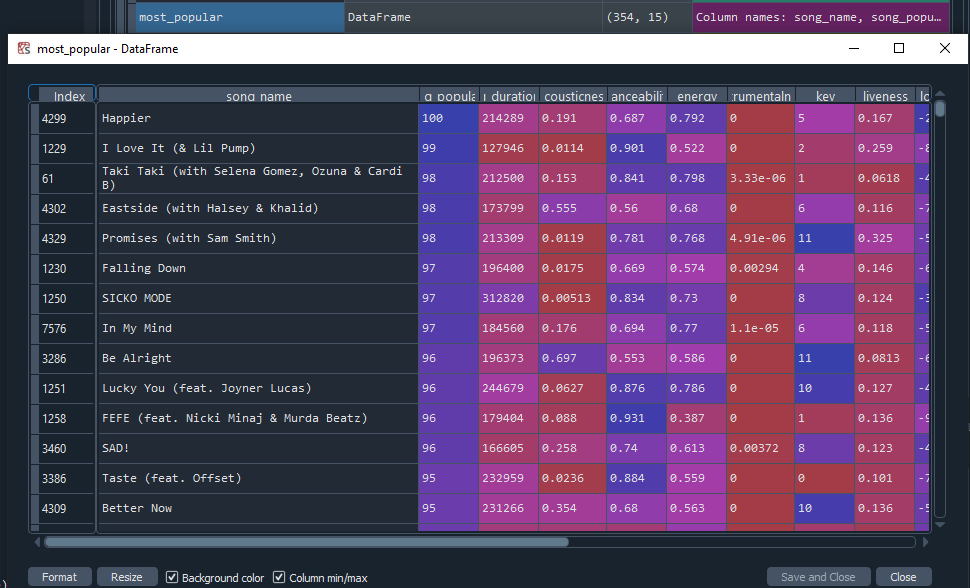 most_popular DataFrame (354, 15) Column names: song_name, song_popu…
most_popular - DataFrame
Index song_name g_popula duration cousticnes anceabili energy rumentaln key liveness lo
4299 Happier 100 214289 0.191 0.687 0.792 0 5 0.167 -2
1229 I Love It (& Lil Pump) 99 127946 0.0114 0.901 0.522 0 2 0.259 -8
61 Taki Taki (with Selena Gomez, Ozuna & Cardi B) 98 212500 0.153 0.841 0.798 3.33e-06 1 0.0618 -4
4302 Eastside (with Halsey & Khalid) 98 173799 0.555 0.56 0.68 0 6 0.116 -7
4329 Promises (with Sam Smith) 98 213309 0.0119 0.781 0.768 4.91e-06 11 0.325 -5
1230 Falling Down 97 196400 0.0175 0.669 0.574 0.00294 4 0.146 -6
1250 SICKO MODE 97 312820 0.00513 0.834 0.73 0 8 0.124 -3
7576 In My Mind 97 184560 0.176 0.694 0.77 1.1e-05 6 0.118 -5
3286 Be Alright 96 196373 0.697 0.553 0.586 0 11 0.0813 -6
1251 Lucky You (feat. Joyner Lucas) 96 244679 0.0627 0.876 0.786 0 10 0.127 -4
1258 FEFE (feat. Nicki Minaj & Murda Beatz) 96 179404 0.088 0.931 0.387 0 1 0.136 -9
3460 SAD! 96 166605 0.258 0.74 0.613 0.00372 8 0.123 -4
3386 Taste (feat. Offset) 95 232959 0.0236 0.884 0.559 0 0 0.101 -7
4309 Better Now 95 231266 0.354 0.68 0.563 0 10 0.136 -5
Format Resize Background color Column min/max Save and Close Close